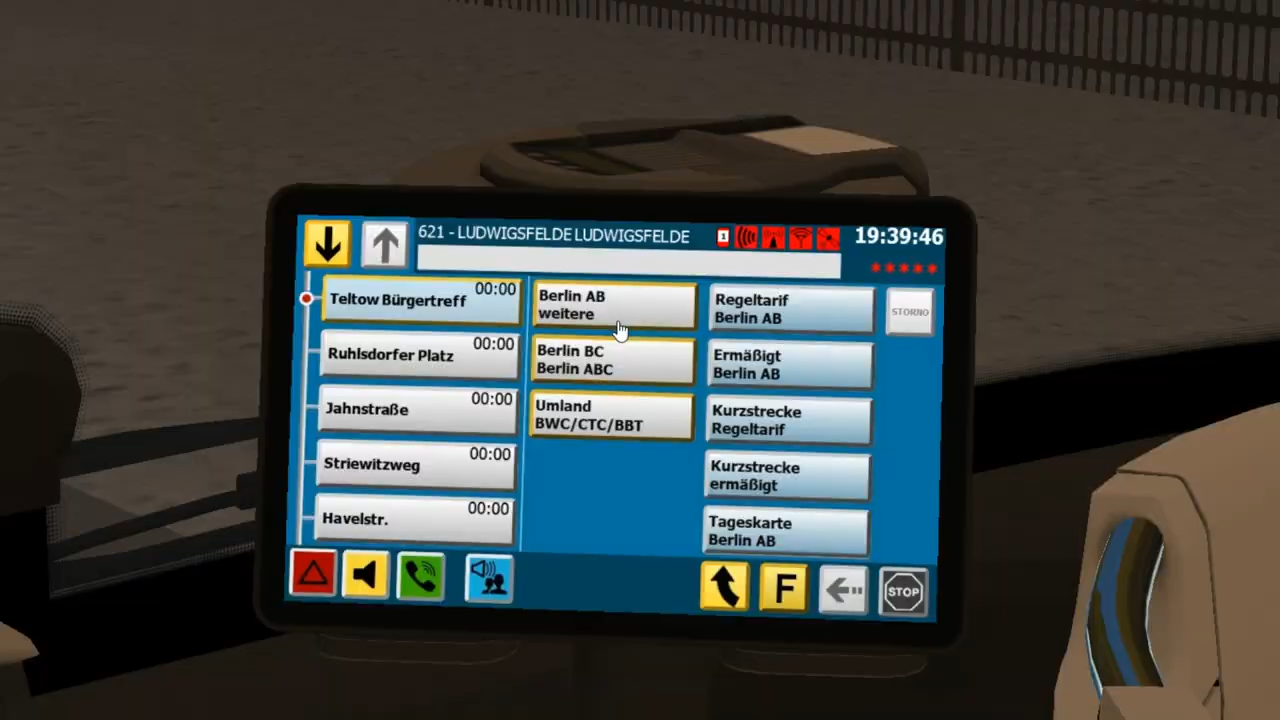 621 - LUDWIGSFELDE LUDWIGSFELDE
1
19:39:46
*****
Teltow Bürgertreff
00:00
Ruhlsdorfer Platz
00:00
Jahnstraße
00:00
Striewitzweg
00:00
Havelstr.
00:00
Berlin AB
weitere
Berlin BC
Berlin ABC
Umland
BWC/CTC/BBT
Regeltarif
Berlin AB
Ermäßigt
Berlin AB
Kurzstrecke
Regeltarif
Kurzstrecke
ermäßigt
Tageskarte
Berlin AB
STORNO
F
STOP